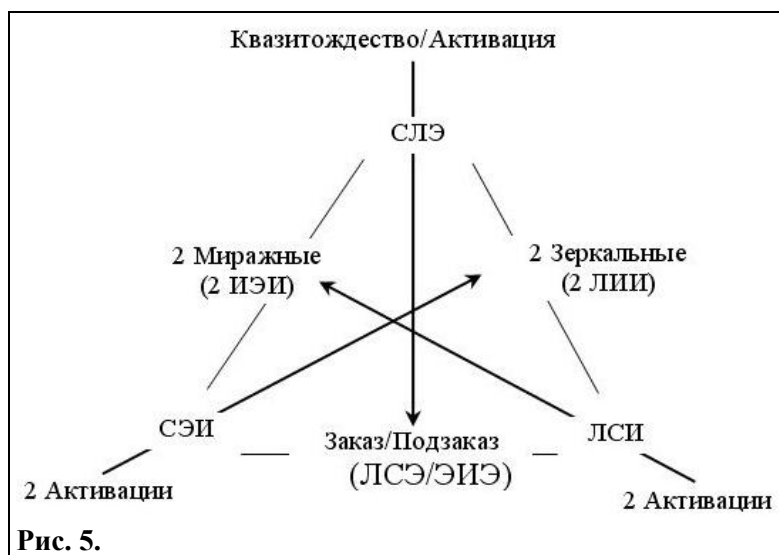 Квазитождество/Активация
СЛЭ
2 Миражные
(2 ИЭИ)
2 Зеркальные
(2 ЛИИ)
СЭИ
Заказ/Подзаказ
(ЛСЭ/ЭИЭ)
ЛСИ
2 Активации
2 Активации
Рис. 5.